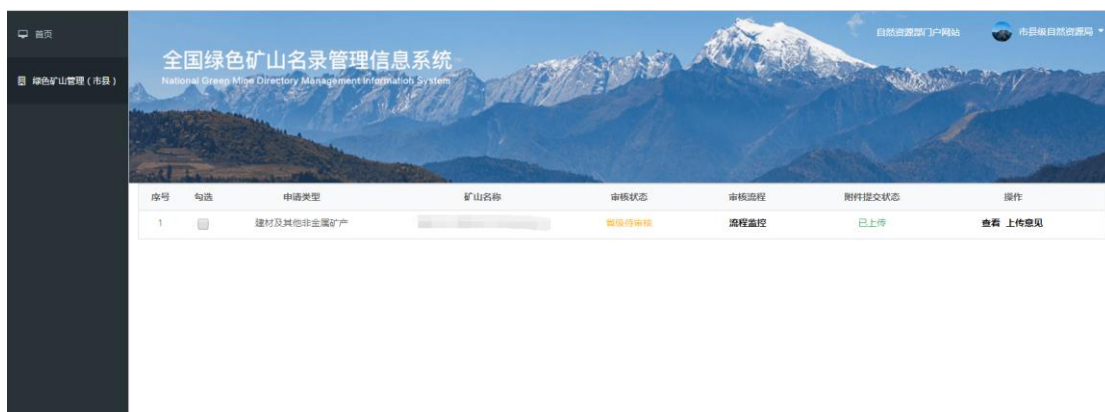 首页
自然资源部门户网站
市县级自然资源局
全国绿色矿山名录管理信息系统
National Green Mine Directory Management Information System
绿色矿山管理（市县）
序号 勾选 申请类型 矿山名称 审核状态 审核流程 附件提交状态 操作
1 建材及其他非金属矿产 省级待审核 流程监控 已上传 查看 上传意见